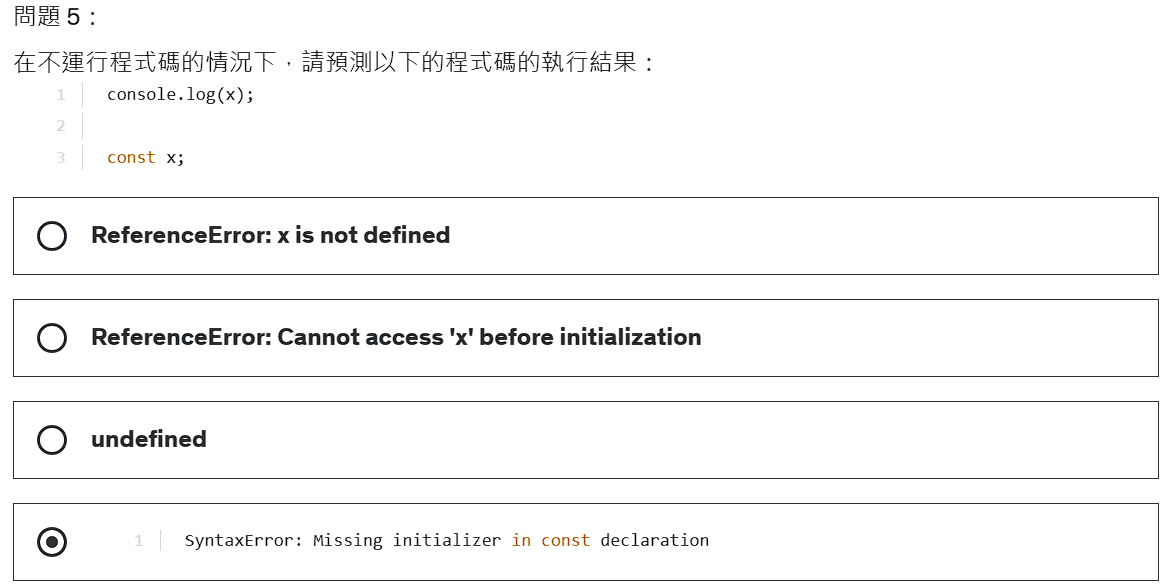 問題 5：
在不運行程式碼的情況下，請預測以下的程式碼的執行結果：
1 console.log(x);
2
3 const x;
ReferenceError: x is not defined
ReferenceError: Cannot access 'x' before initialization
undefined
1 SyntaxError: Missing initializer in const declaration